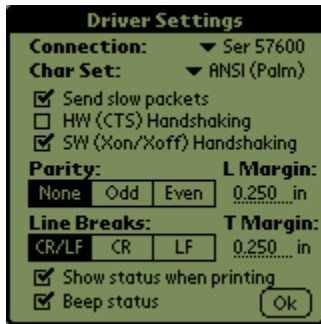 Driver Settings
Connection: Ser 57600
Char Set: ANSI (Palm)
Send slow packets
HW (CTS) Handshaking
SW (Xon/Xoff) Handshaking
Parity: L Margin:
None Odd Even 0.250 in
Line Breaks: T Margin:
CR/LF CR LF 0.250 in
Show status when printing
Beep status Ok